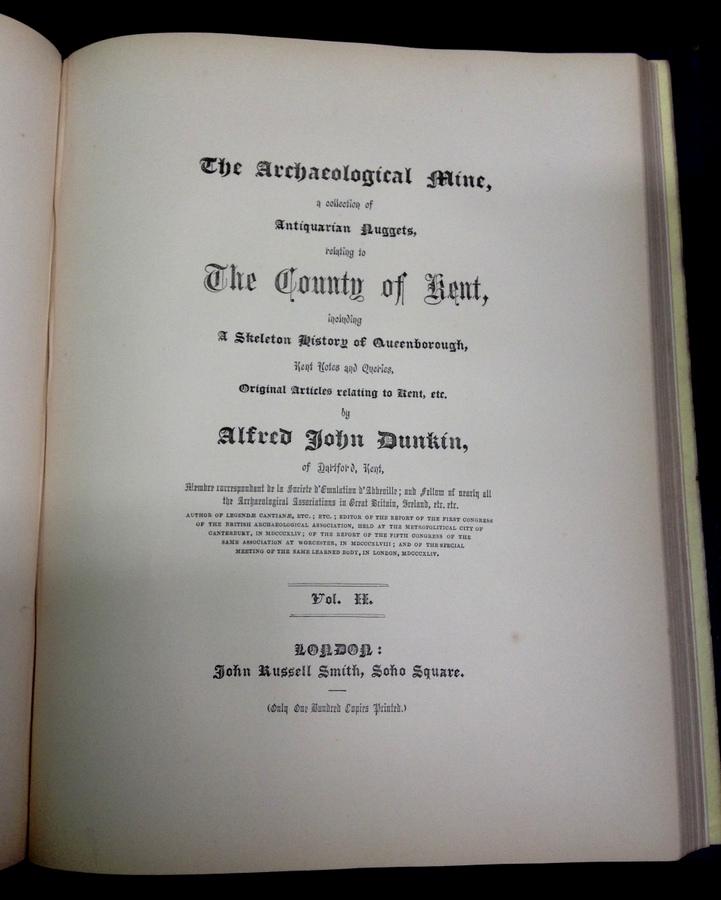 The Archaeological Mine,
a collection of
Antiquarian Nuggets,
relating to
The County of Kent,
including
A Skeleton History of Queenborough,
Kent Notes and Queries,
Original Articles relating to Kent, etc.
by
Alfred John Dunkin,
of Dartford, Kent,
Membre correspondant de la Societe d'Emulation d'Abbeville; and Fellow of nearly all
the Archaeological Associations in Great Britain, Ireland, etc. etc.
AUTHOR OF LEGENDÆ CANTIANÆ, ETC.; ETC.; EDITOR OF THE REPORT OF THE FIRST CONGRESS
OF THE BRITISH ARCHAEOLOGICAL ASSOCIATION, HELD AT THE METROPOLITICAL CITY OF
CANTERBURY, IN MDCCCXLIV; OF THE REPORT OF THE FIFTH CONGRESS OF THE
SAME ASSOCIATION AT WORCESTER, IN MDCCCXLVIII; AND OF THE SPECIAL
MEETING OF THE SAME LEARNED BODY, IN LONDON, MDCCCXLIV.
Vol. II.
LONDON:
John Russell Smith, Soho Square.
(Only One Hundred Copies Printed.)